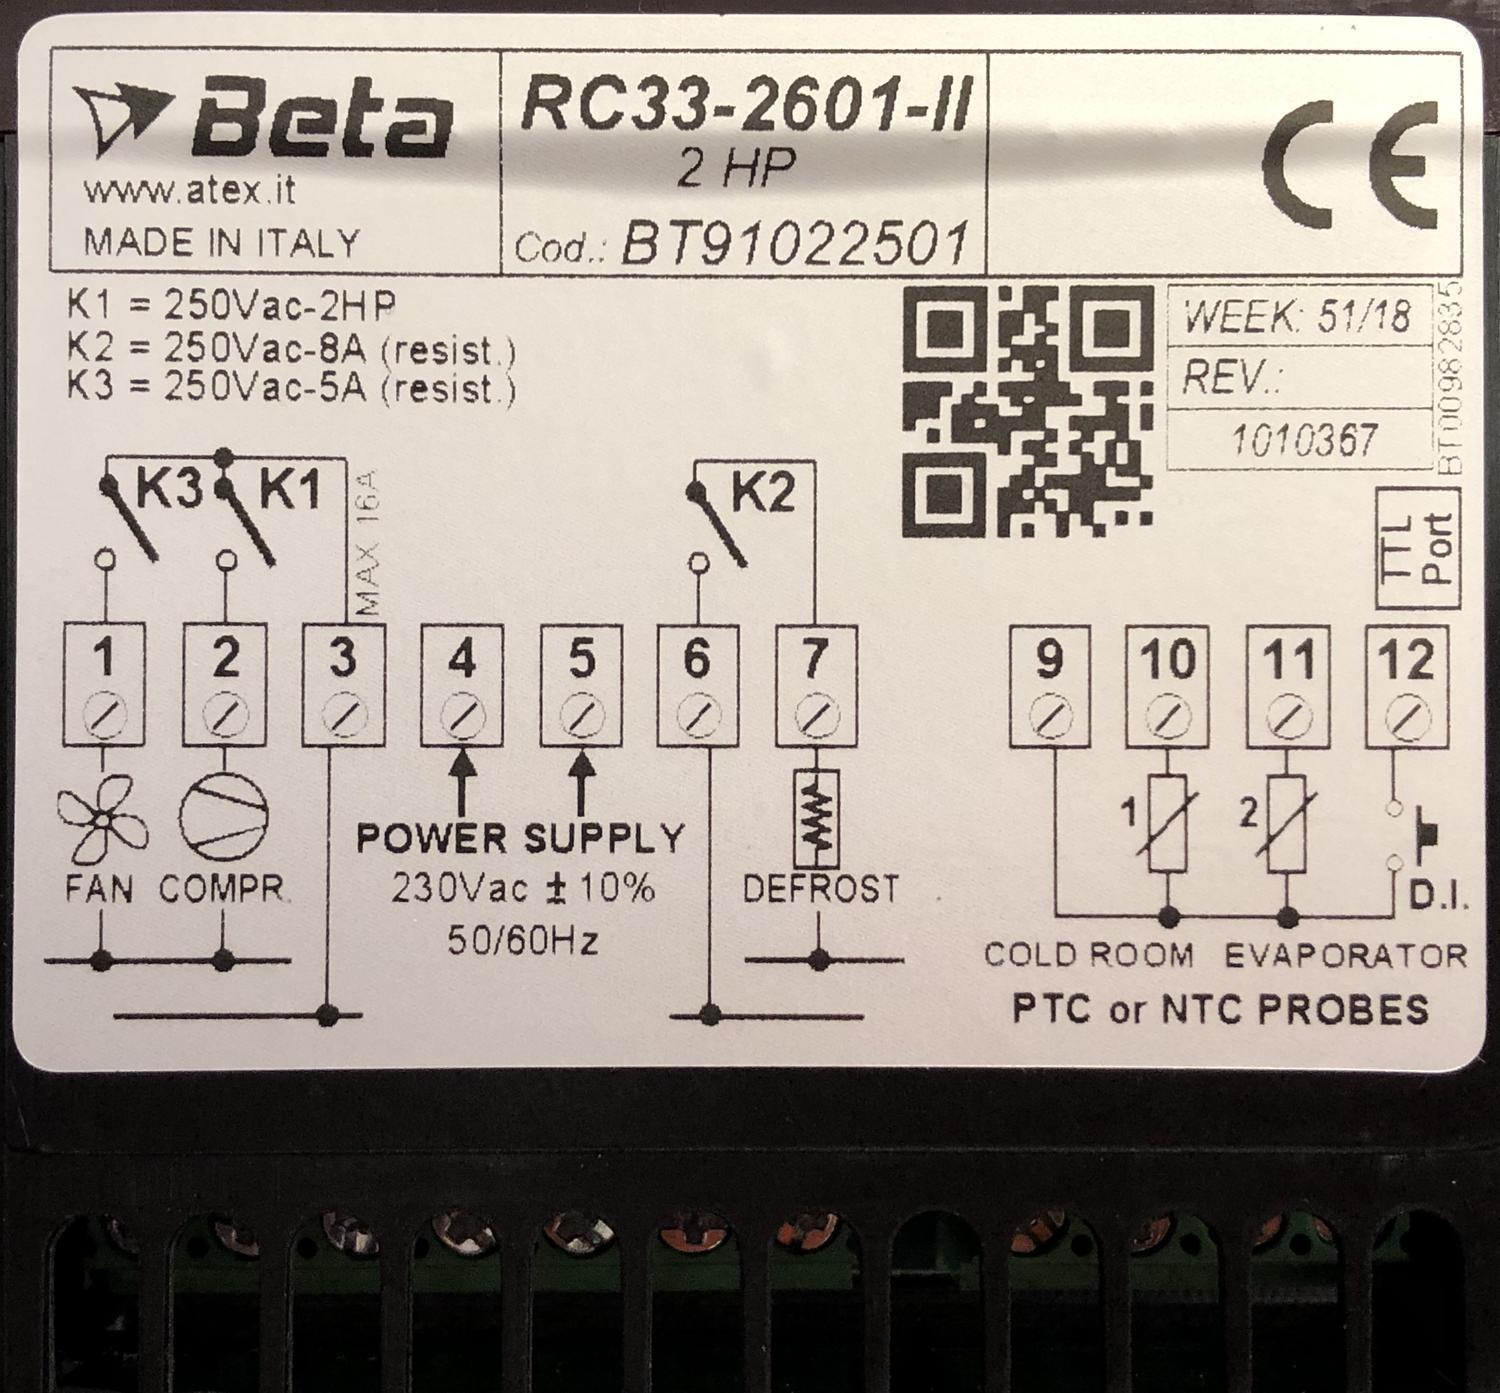 Beta
www.atex.it
MADE IN ITALY
RC33-2601-II
2 HP
Cod.: BT91022501
CE
K1 = 250Vac-2HP
K2 = 250Vac-8A (resist.)
K3 = 250Vac-5A (resist.)
WEEK: 51/18
REV.:
1010367
BT00982835
TTL
Port
K3 K1
MAX 16A
K2
1 2 3 4 5 6 7 9 10 11 12
1 2
POWER SUPPLY
230Vac ± 10%
50/60Hz
FAN COMPR.
DEFROST
D.I.
COLD ROOM EVAPORATOR
PTC or NTC PROBES